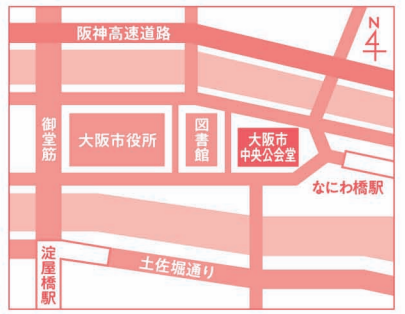 阪神高速道路
N
御堂筋
大阪市役所
図書館
大阪市
中央公会堂
なにわ橋駅
淀屋橋駅
土佐堀通り